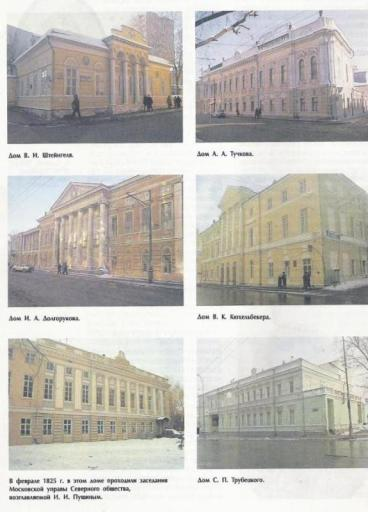 Дом В. И. Штейнгеля.
Дом А. А. Тучкова.
Дом И. А. Долгорукова.
Дом В. К. Кюхельбекера.
В феврале 1825 г. в этом доме проходили заседания
Московской управы Северного общества,
возглавляемой И. И. Пушиным.
Дом С. П. Трубецкого.